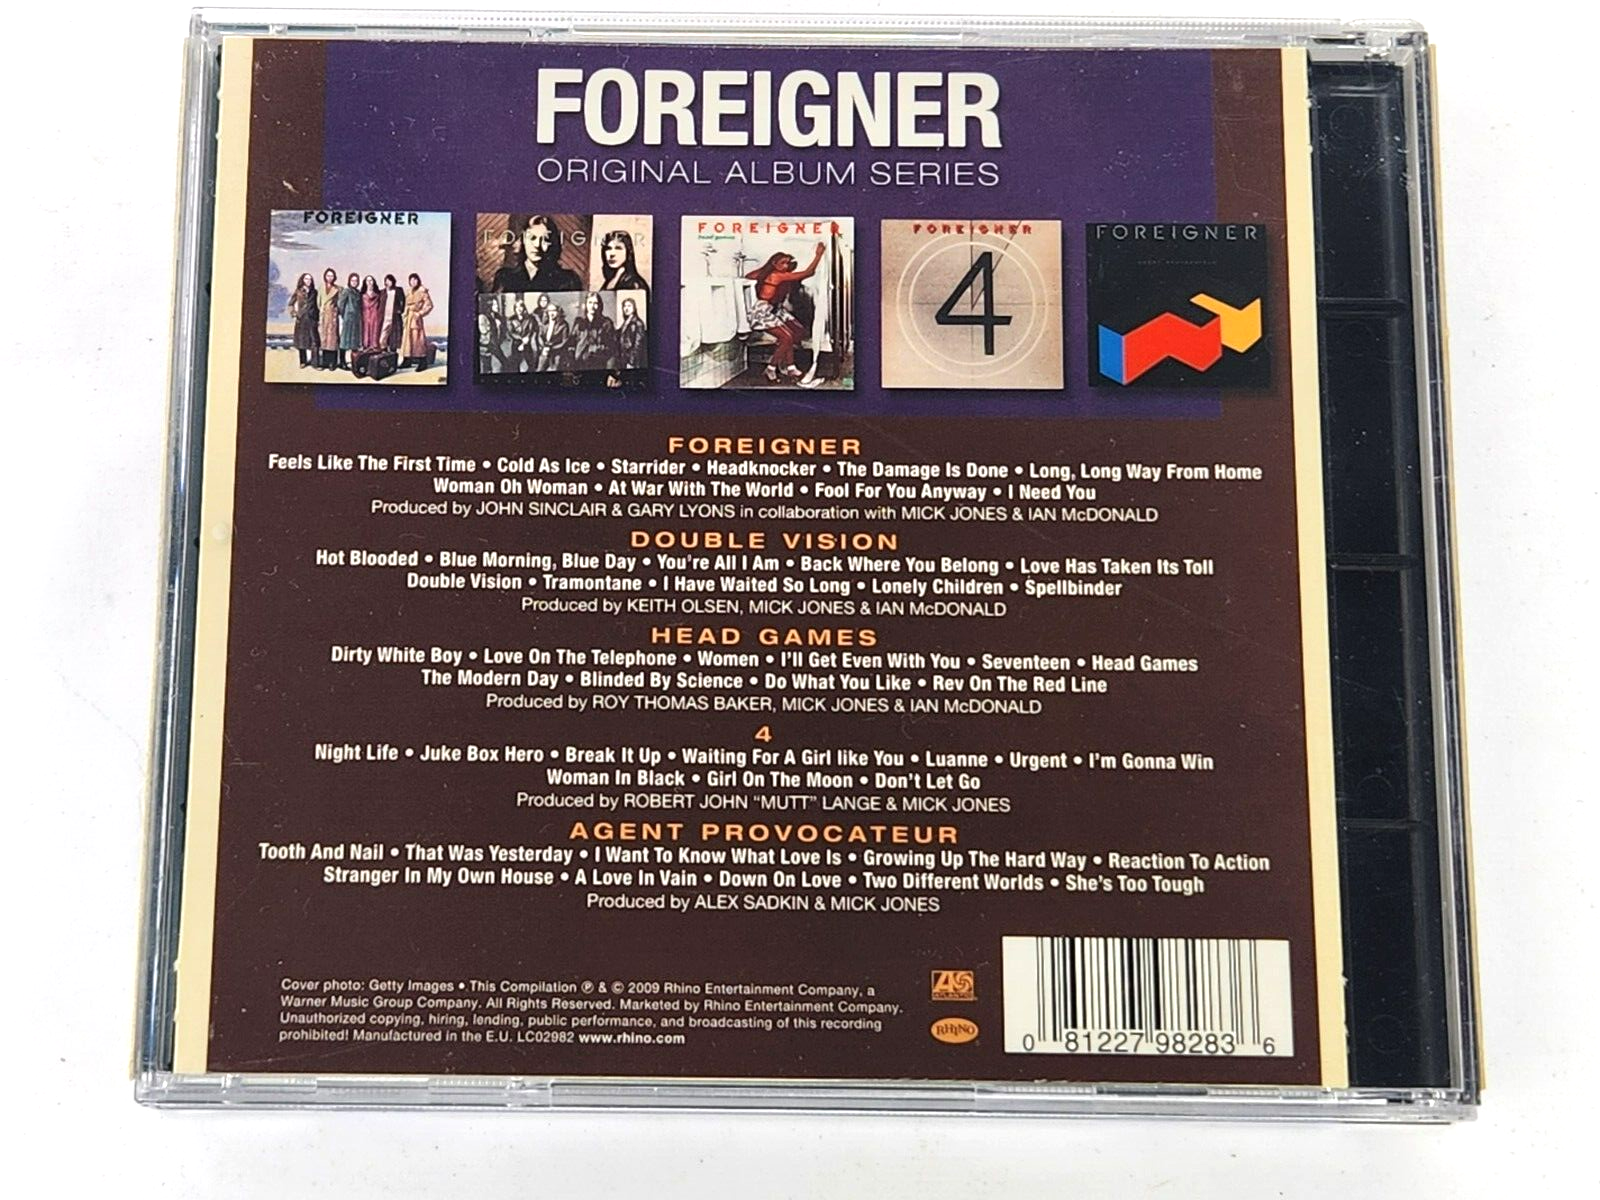 FOREIGNER
ORIGINAL ALBUM SERIES
FOREIGNER
FOREIGNER
FOREIGNER
head games
FOREIGNER
4
FOREIGNER
FOREIGNER
Feels Like The First Time • Cold As Ice • Starrider • Headknocker • The Damage Is Done • Long, Long Way From Home
Woman Oh Woman • At War With The World • Fool For You Anyway • I Need You
Produced by JOHN SINCLAIR & GARY LYONS in collaboration with MICK JONES & IAN McDONALD
DOUBLE VISION
Hot Blooded • Blue Morning, Blue Day • You're All I Am • Back Where You Belong • Love Has Taken Its Toll
Double Vision • Tramontane • I Have Waited So Long • Lonely Children • Spellbinder
Produced by KEITH OLSEN, MICK JONES & IAN McDONALD
HEAD GAMES
Dirty White Boy • Love On The Telephone • Women • I'll Get Even With You • Seventeen • Head Games
The Modern Day • Blinded By Science • Do What You Like • Rev On The Red Line
Produced by ROY THOMAS BAKER, MICK JONES & IAN McDONALD
4
Night Life • Juke Box Hero • Break It Up • Waiting For A Girl like You • Luanne • Urgent • I'm Gonna Win
Woman In Black • Girl On The Moon • Don't Let Go
Produced by ROBERT JOHN "MUTT" LANGE & MICK JONES
AGENT PROVOCATEUR
Tooth And Nail • That Was Yesterday • I Want To Know What Love Is • Growing Up The Hard Way • Reaction To Action
Stranger In My Own House • A Love In Vain • Down On Love • Two Different Worlds • She's Too Tough
Produced by ALEX SADKIN & MICK JONES
Cover photo: Getty Images • This Compilation ℗ & © 2009 Rhino Entertainment Company, a
Warner Music Group Company. All Rights Reserved. Marketed by Rhino Entertainment Company.
Unauthorized copying, hiring, lending, public performance, and broadcasting of this recording
prohibited! Manufactured in the E.U. LC02982 www.rhino.com
ATLANTIC
RHINO
0 81227 98283 6